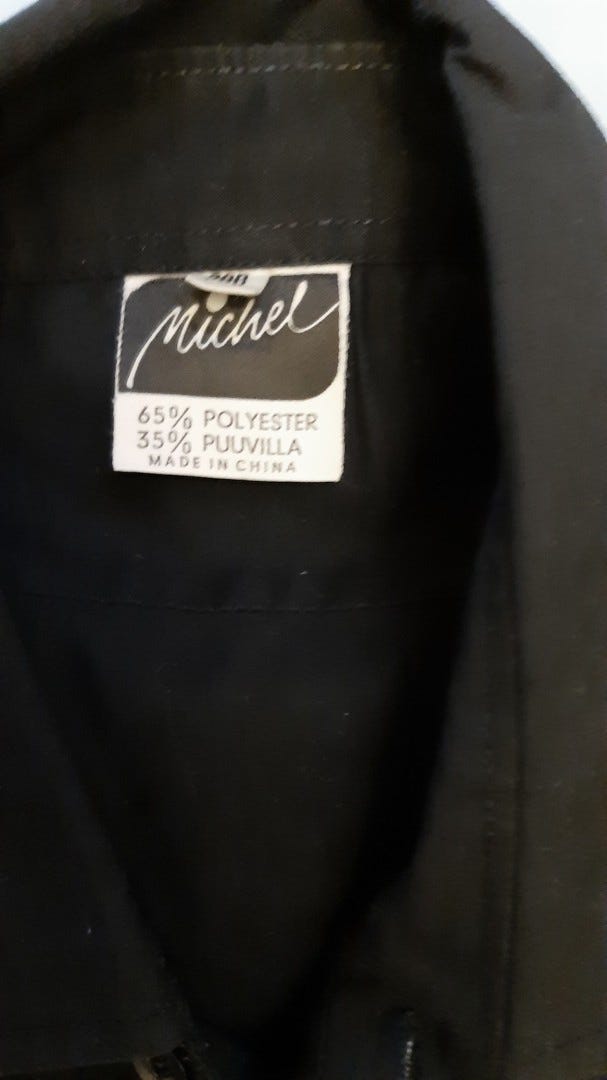 Michel
65% POLYESTER
35% PUUVILLA
MADE IN CHINA